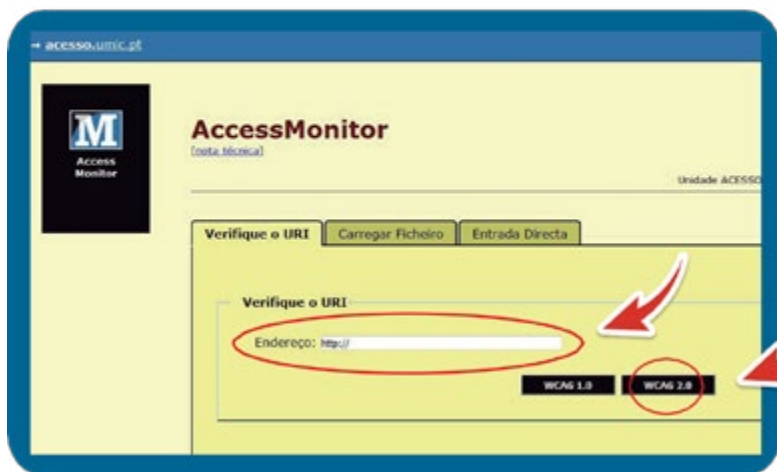 → acesso.umic.pt
M
Access
Monitor
AccessMonitor
[nota técnica]
Unidade ACESSO
Verifique o URI
Carregar Ficheiro
Entrada Directa
Verifique o URI
Endereço: http://
WCAG 1.0
WCAG 2.0